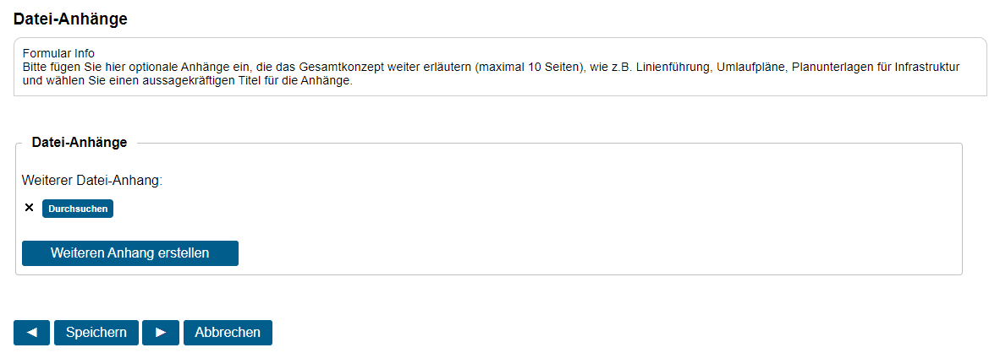 Datei-Anhänge
Formular Info
Bitte fügen Sie hier optionale Anhänge ein, die das Gesamtkonzept weiter erläutern (maximal 10 Seiten), wie z.B. Linienführung, Umlaufpläne, Planunterlagen für Infrastruktur
und wählen Sie einen aussagekräftigen Titel für die Anhänge.
Datei-Anhänge
Weiterer Datei-Anhang:
Durchsuchen
Weiteren Anhang erstellen
Speichern Abbrechen